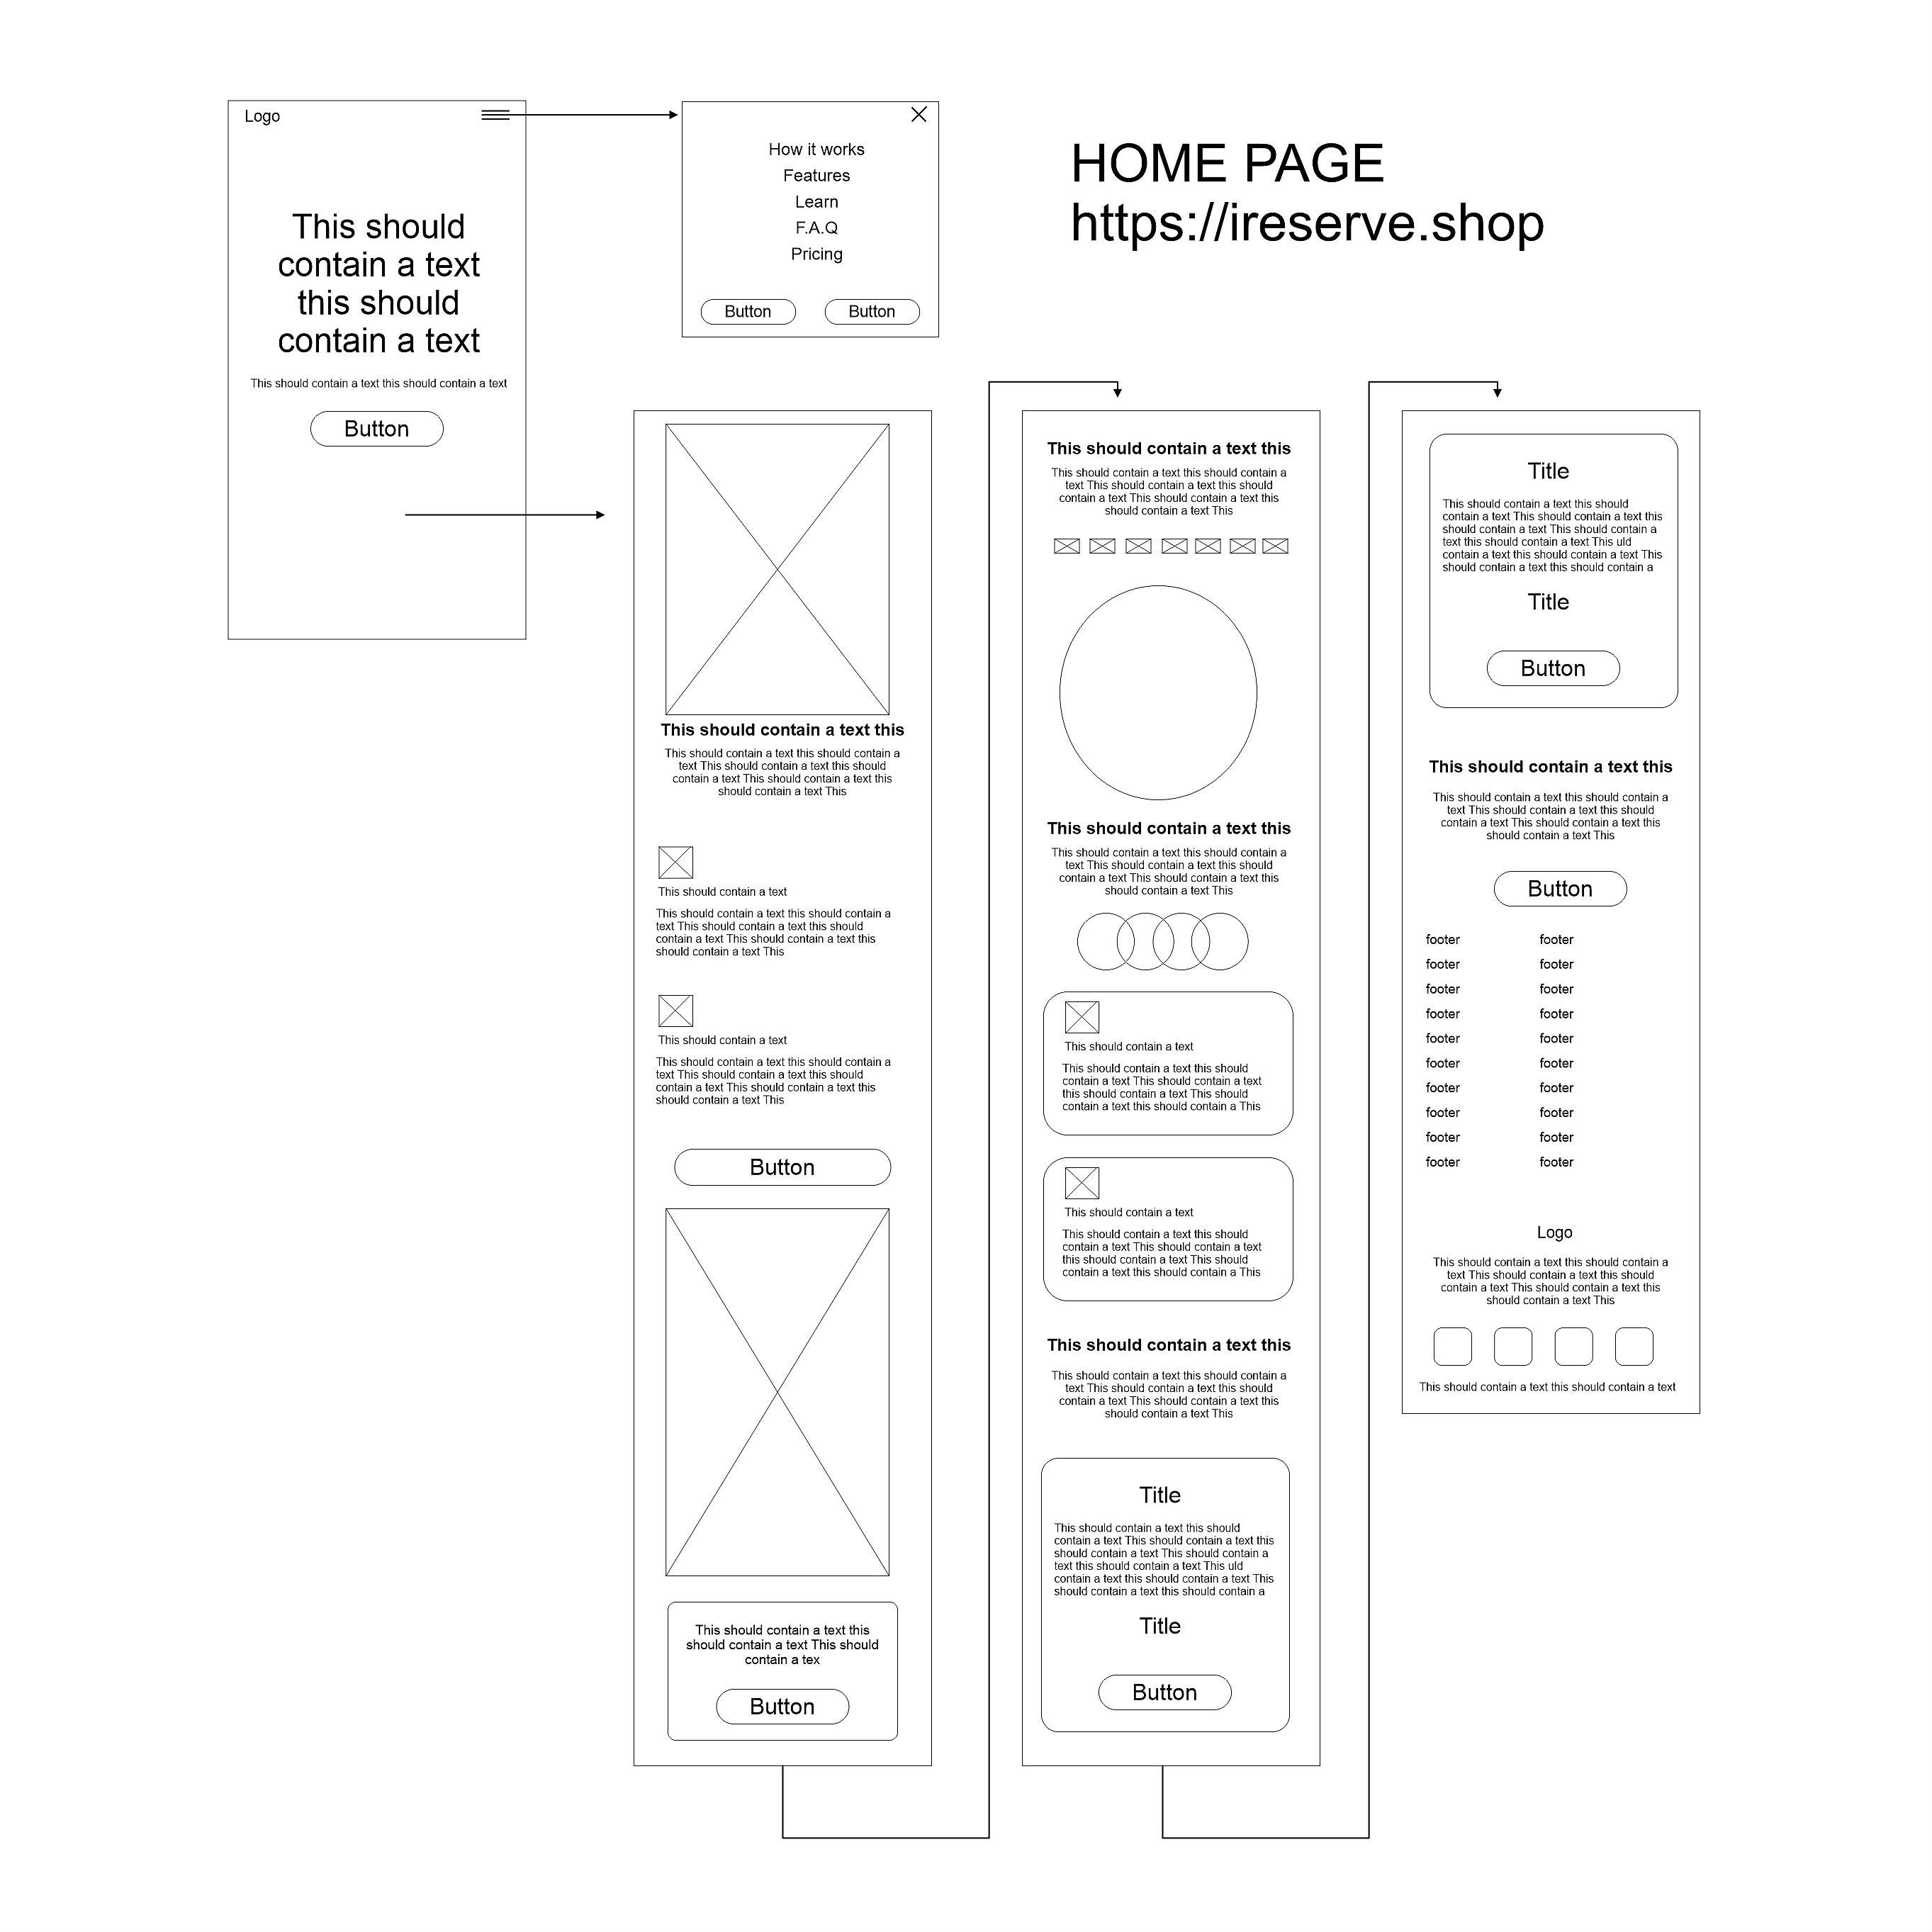 Logo
This should
contain a text
this should
contain a text
This should contain a text this should contain a text
Button
How it works
Features
Learn
F.A.Q
Pricing
Button
Button
HOME PAGE
https://ireserve.shop
This should contain a text this
This should contain a text this should contain a
text This should contain a text this should
contain a text This should contain a text this
should contain a text This
This should contain a text
This should contain a text this should contain a
text This should contain a text this should
contain a text This should contain a text this
should contain a text This
This should contain a text
This should contain a text this should contain a
text This should contain a text this should
contain a text This should contain a text this
should contain a text This
Button
This should contain a text this
should contain a text This should
contain a tex
Button
This should contain a text this
This should contain a text this should contain a
text This should contain a text this should
contain a text This should contain a text this
should contain a text This
This should contain a text this
This should contain a text this should contain a
text This should contain a text this should
contain a text This should contain a text this
should contain a text This
This should contain a text
This should contain a text this should
contain a text This should contain a text
this should contain a text This should
contain a text this should contain a This
This should contain a text
This should contain a text this should
contain a text This should contain a text
this should contain a text This should
contain a text this should contain a This
This should contain a text this
This should contain a text this should contain a
text This should contain a text this should
contain a text This should contain a text this
should contain a text This
Title
This should contain a text this should
contain a text This should contain a text this
should contain a text This should contain a
text this should contain a text This uld
contain a text this should contain a text This
should contain a text this should contain a
Title
Button
Title
This should contain a text this should
contain a text This should contain a text this
should contain a text This should contain a
text this should contain a text This uld
contain a text this should contain a text This
should contain a text this should contain a
Title
Button
This should contain a text this
This should contain a text this should contain a
text This should contain a text this should
contain a text This should contain a text this
should contain a text This
Button
footer footer
footer footer
footer footer
footer footer
footer footer
footer footer
footer footer
footer footer
footer footer
footer footer
Logo
This should contain a text this should contain a
text This should contain a text this should
contain a text This should contain a text this
should contain a text This
This should contain a text this should contain a text